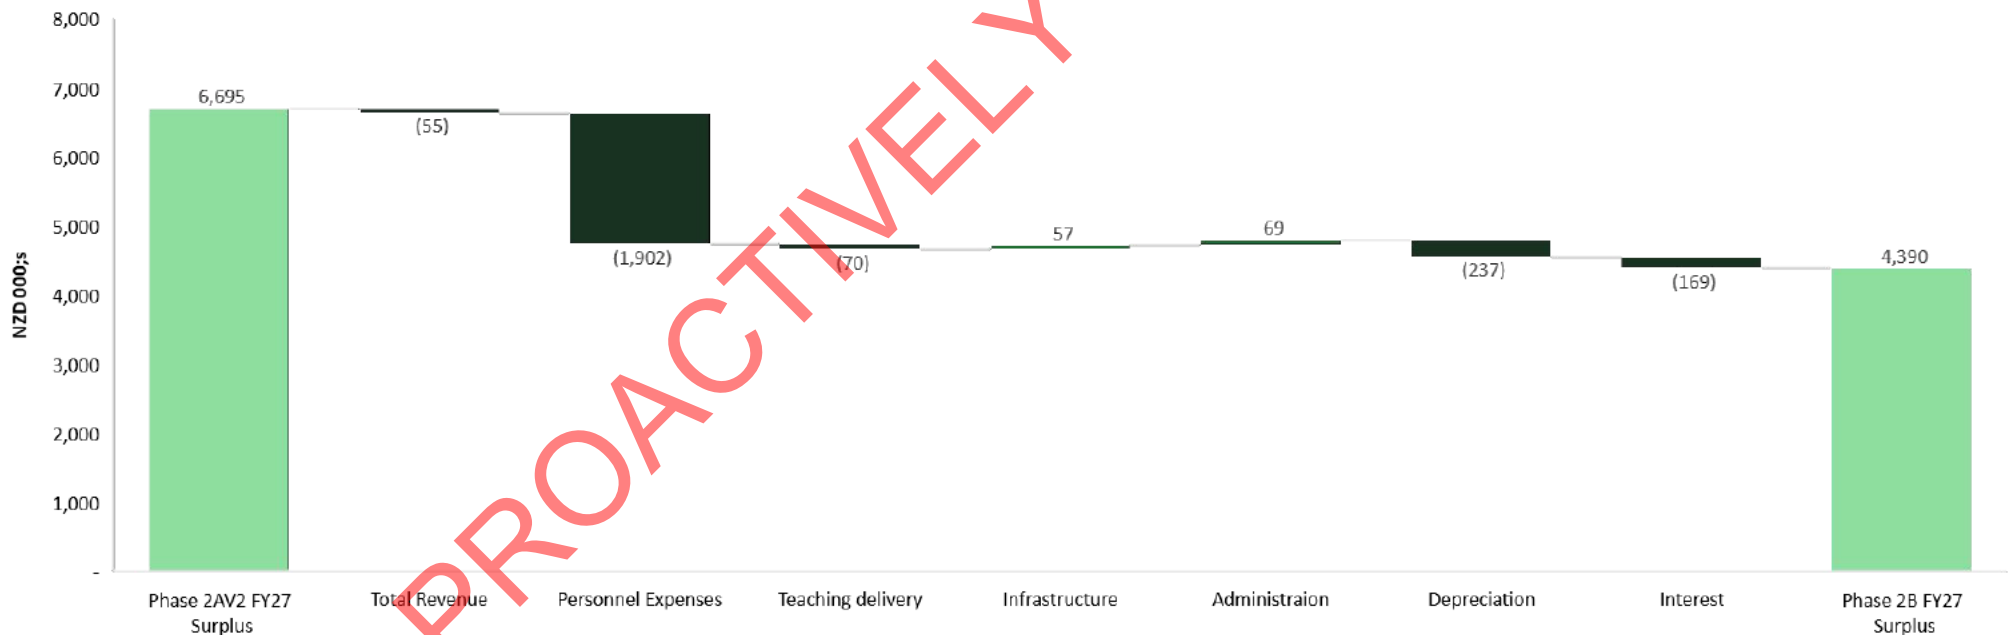 8,000
7,000
6,000
5,000
4,000
3,000
2,000
1,000
-
NZD 000;s
6,695
(55)
(1,902)
(70)
57
69
(237)
(169)
4,390
Phase 2AV2 FY27
Surplus
Total Revenue
Personnel Expenses
Teaching delivery
Infrastructure
Administraion
Depreciation
Interest
Phase 2B FY27
Surplus
PROACTIVELY